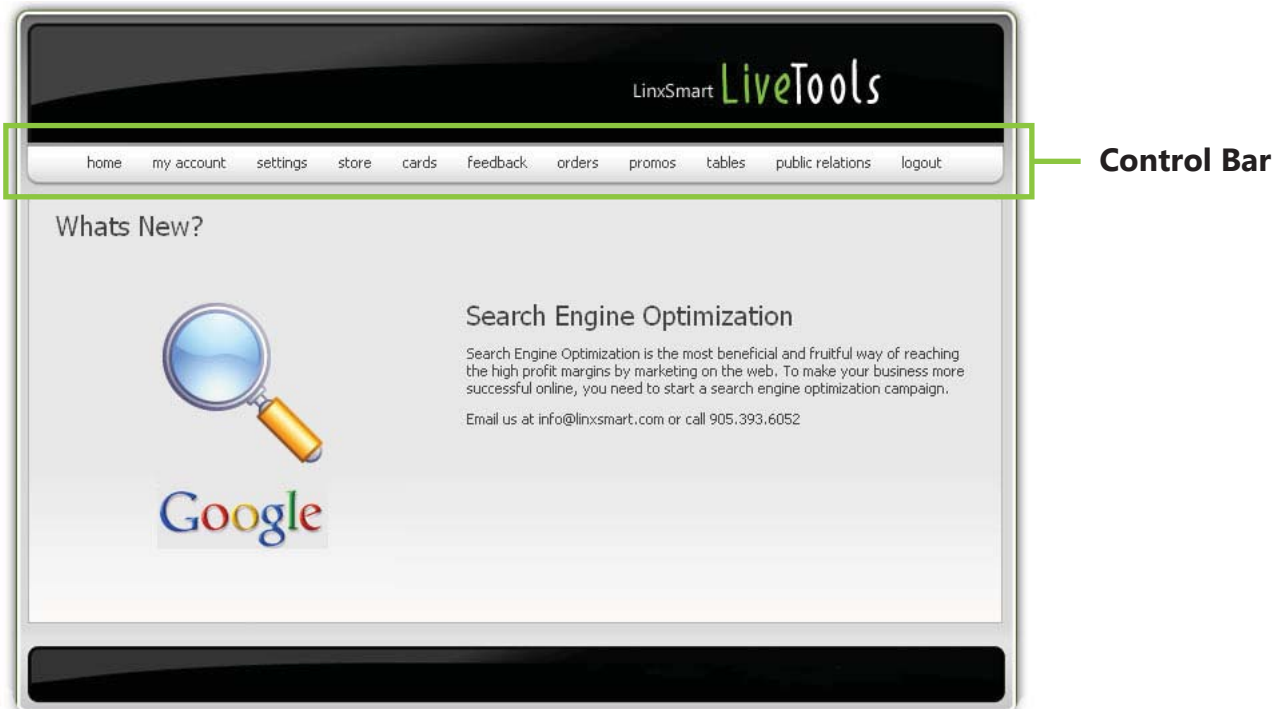 LinxSmart LiveTools
home my account settings store cards feedback orders promos tables public relations logout
Control Bar
Whats New?
Search Engine Optimization
Search Engine Optimization is the most beneficial and fruitful way of reaching
the high profit margins by marketing on the web. To make your business more
successful online, you need to start a search engine optimization campaign.
Email us at info@linxsmart.com or call 905.393.6052
Google